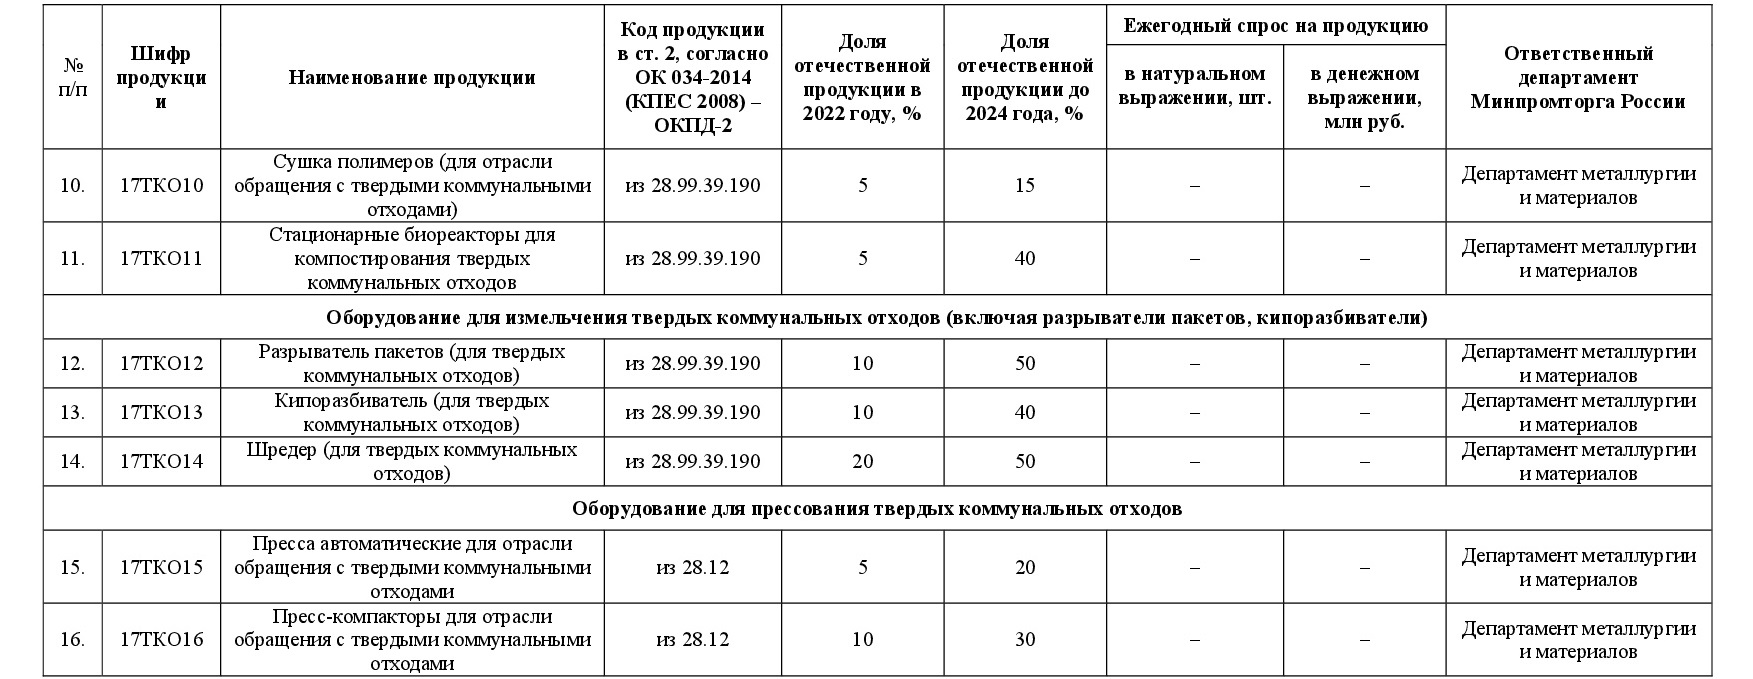 №
п/п
Шифр
продукци
и
Наименование продукции
Код продукции
в ст. 2, согласно
ОК 034-2014
(КПЕС 2008) –
ОКПД-2
Доля
отечественной
продукции в
2022 году, %
Доля
отечественной
продукции до
2024 года, %
Ежегодный спрос на продукцию
в натуральном
выражении, шт.
в денежном
выражении,
млн руб.
Ответственный
департамент
Минпромторга России
10.
17ТКО10
Сушка полимеров (для отрасли
обращения с твердыми коммунальными
отходами)
из 28.99.39.190
5
15
–
–
Департамент металлургии
и материалов
11.
17ТКО11
Стационарные биореакторы для
компостирования твердых
коммунальных отходов
из 28.99.39.190
5
40
–
–
Департамент металлургии
и материалов
Оборудование для измельчения твердых коммунальных отходов (включая разрыватели пакетов, кипоразбиватели)
12.
17ТКО12
Разрыватель пакетов (для твердых
коммунальных отходов)
из 28.99.39.190
10
50
–
–
Департамент металлургии
и материалов
13.
17ТКО13
Кипоразбиватель (для твердых
коммунальных отходов)
из 28.99.39.190
10
40
–
–
Департамент металлургии
и материалов
14.
17ТКО14
Шредер (для твердых коммунальных
отходов)
из 28.99.39.190
20
50
–
–
Департамент металлургии
и материалов
Оборудование для прессования твердых коммунальных отходов
15.
17ТКО15
Пресса автоматические для отрасли
обращения с твердыми коммунальными
отходами
из 28.12
5
20
–
–
Департамент металлургии
и материалов
16.
17ТКО16
Пресс-компакторы для отрасли
обращения с твердыми коммунальными
отходами
из 28.12
10
30
–
–
Департамент металлургии
и материалов